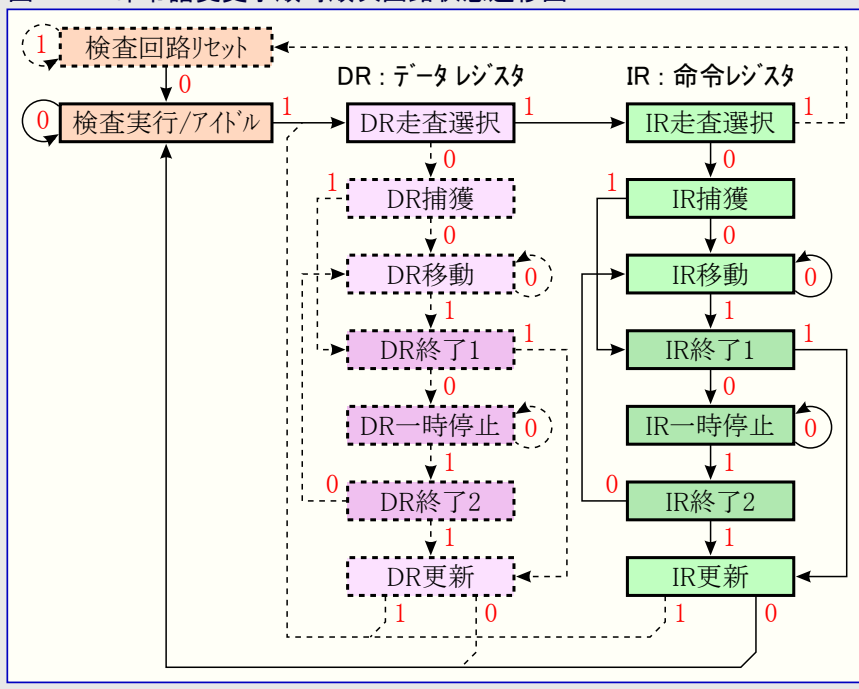 1
検査回路リセット
0
DR : データ レジスタ
IR : 命令レジスタ
0
検査実行/アイドル
1
DR走査選択
1
IR走査選択
1
0
0
1
DR捕獲
1
IR捕獲
0
0
DR移動
0
IR移動
0
1
1
DR終了1
1
IR終了1
1
0
0
DR一時停止
0
IR一時停止
0
1
1
0
DR終了2
0
IR終了2
1
1
DR更新
IR更新
1
0
1
0